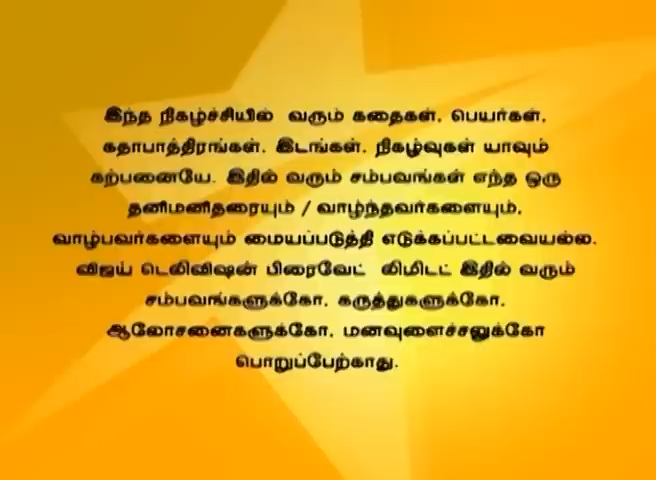 இந்த நிகழ்ச்சியில் வரும் கதைகள், பெயர்கள்,
கதாபாத்திரங்கள், இடங்கள், நிகழ்வுகள் யாவும்
கற்பனையே. இதில் வரும் சம்பவங்கள் எந்த ஒரு
தனிமனிதரையும் / வாழ்ந்தவர்களையும்,
வாழ்பவர்களையும் மையப்படுத்தி எடுக்கப்பட்டவையல்ல.
விஜய் டெலிவிஷன் பிரைவேட் லிமிடட் இதில் வரும்
சம்பவங்களுக்கோ, கருத்துகளுக்கோ,
ஆலோசனைகளுக்கோ, மனவுளைச்சலுக்கோ
பொறுப்பேற்காது.